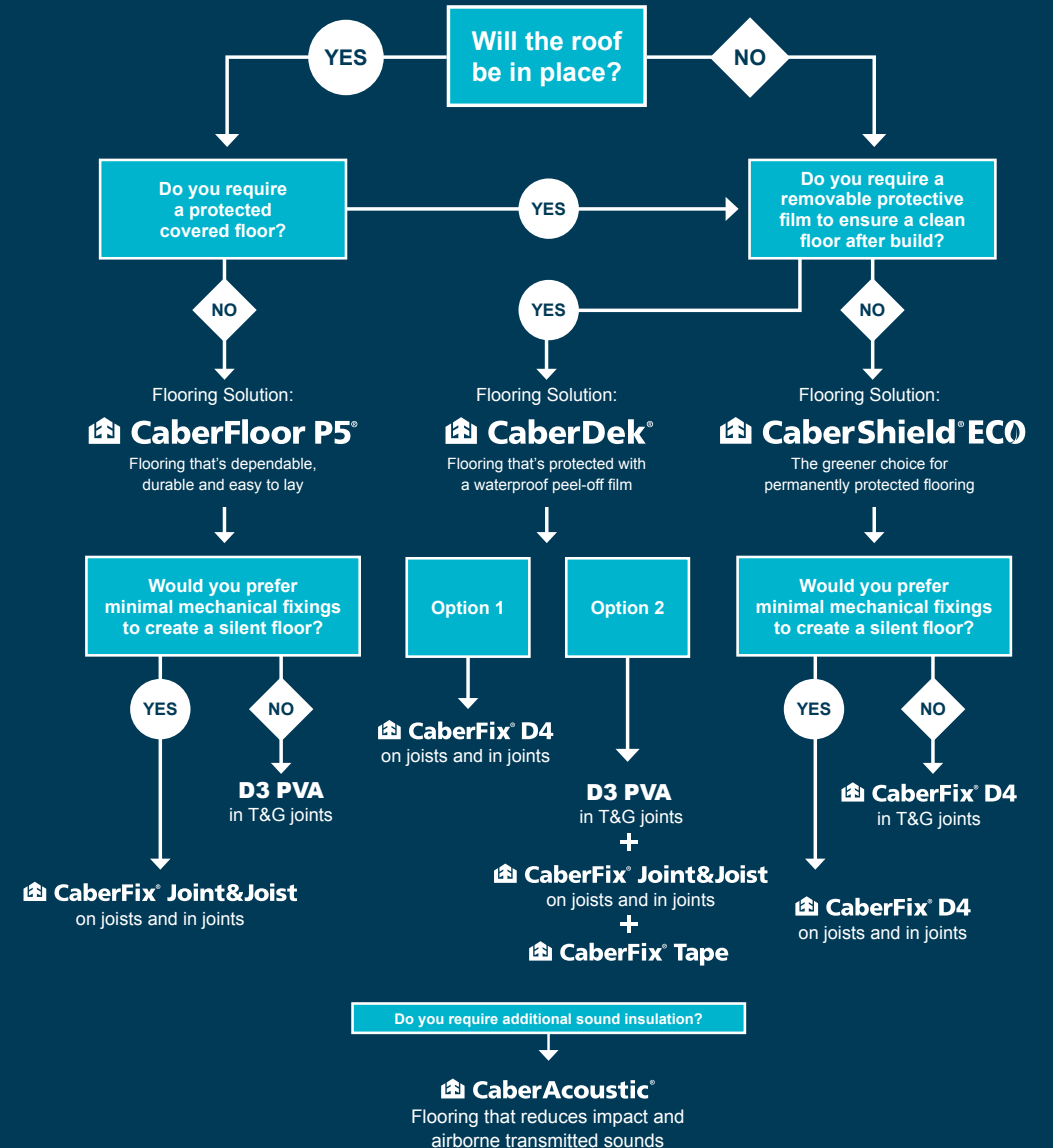 Will the roof
be in place?
YES
NO
Do you require
a protected
covered floor?
YES
Do you require a
removable protective
film to ensure a clean
floor after build?
NO
YES
NO
Flooring Solution:
CaberFloor P5®
Flooring that's dependable,
durable and easy to lay
Flooring Solution:
CaberDek®
Flooring that's protected with
a waterproof peel-off film
Flooring Solution:
CaberShield® ECO
The greener choice for
permanently protected flooring
Would you prefer
minimal mechanical fixings
to create a silent floor?
Option 1
Option 2
Would you prefer
minimal mechanical fixings
to create a silent floor?
YES
NO
YES
NO
D3 PVA
in T&G joints
CaberFix® Joint&Joist
on joists and in joints
CaberFix® D4
on joists and in joints
D3 PVA
in T&G joints
+
CaberFix® Joint&Joist
on joists and in joints
+
CaberFix® Tape
CaberFix® D4
in T&G joints
CaberFix® D4
on joists and in joints
Do you require additional sound insulation?
CaberAcoustic®
Flooring that reduces impact and
airborne transmitted sounds